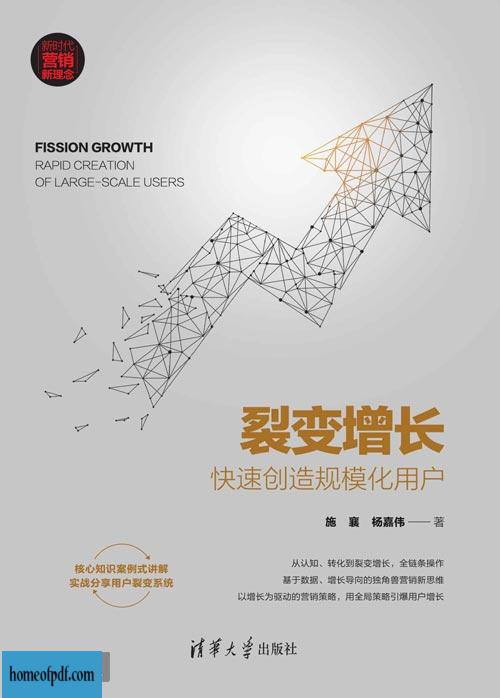 新时代
营销
新理念
FISSION GROWTH
RAPID CREATION
OF LARGE-SCALE USERS
裂变增长
快速创造规模化用户
施 襄 杨嘉伟——著
核心知识案例式讲解
实战分享用户裂变系统
从认知、转化到裂变增长，全链条操作
基于数据、增长导向的独角兽营销新思维
以增长为驱动的营销策略，用全局策略引爆用户增长
清华大学出版社
homeofpdf.com